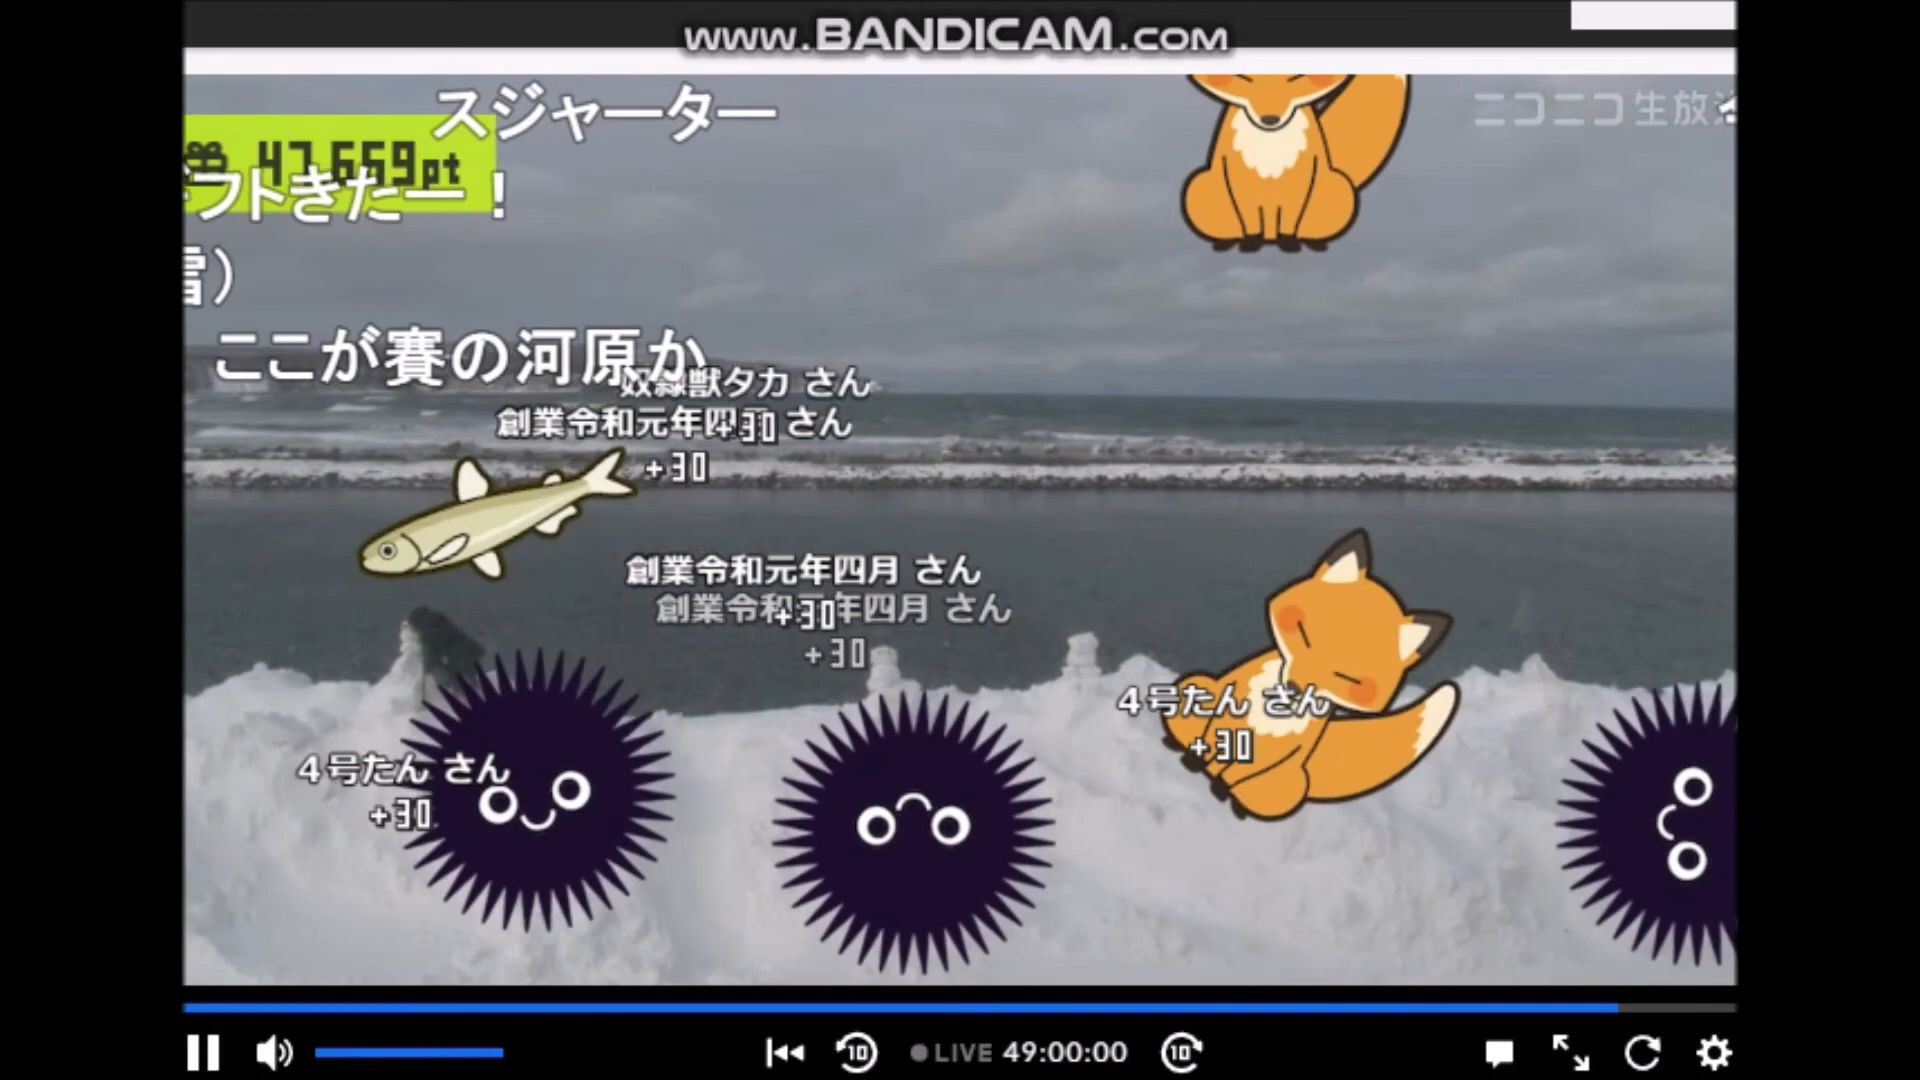 www.BANDICAM.com
スジャーター
ニコニコ生放
47,659pt
フトきたー！
雷）
ここが賽の河原か
奴隷獣タカ さん
+30
創業令和元年四月 さん
+30
創業令和元年四月 さん
+30
創業令和元年四月 さん
+30
4号たん さん
+30
4号たん さん
+30
10
LIVE 49:00:00
10